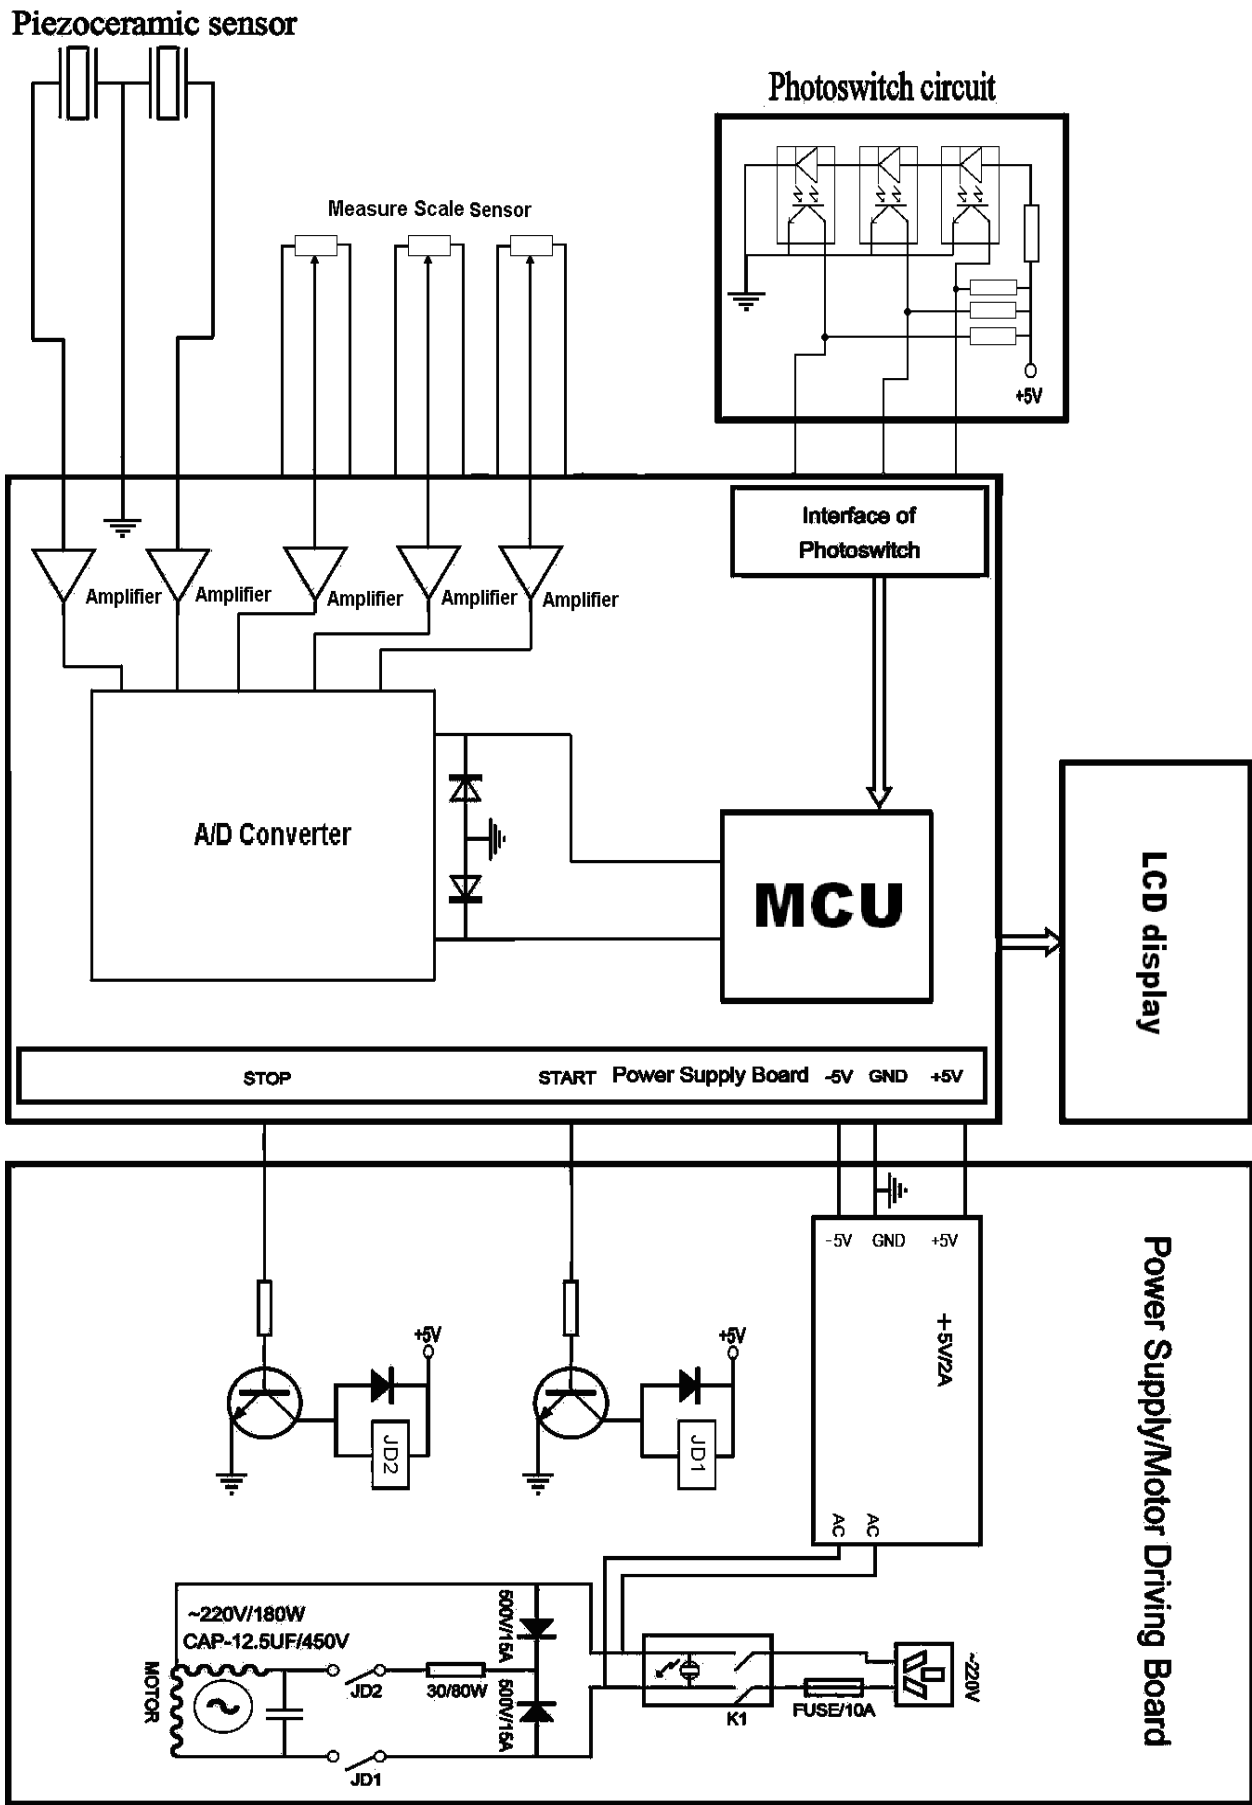 Piezoceramic sensor
Photoswitch circuit
Measure Scale Sensor
+5V
Interface of
Photoswitch
Amplifier
Amplifier
Amplifier
Amplifier
Amplifier
A/D Converter
MCU
LCD display
STOP START Power Supply Board -5V GND +5V
-5V GND +5V
+5V/2A
Power Supply/Motor Driving Board
+5V
+5V
JD2
JD1
AC AC
~220V/180W
CAP-12.5UF/450V
500V/15A
500V/15A
MOTOR
JD2
30/80W
JD1
K1
FUSE/10A
~220V